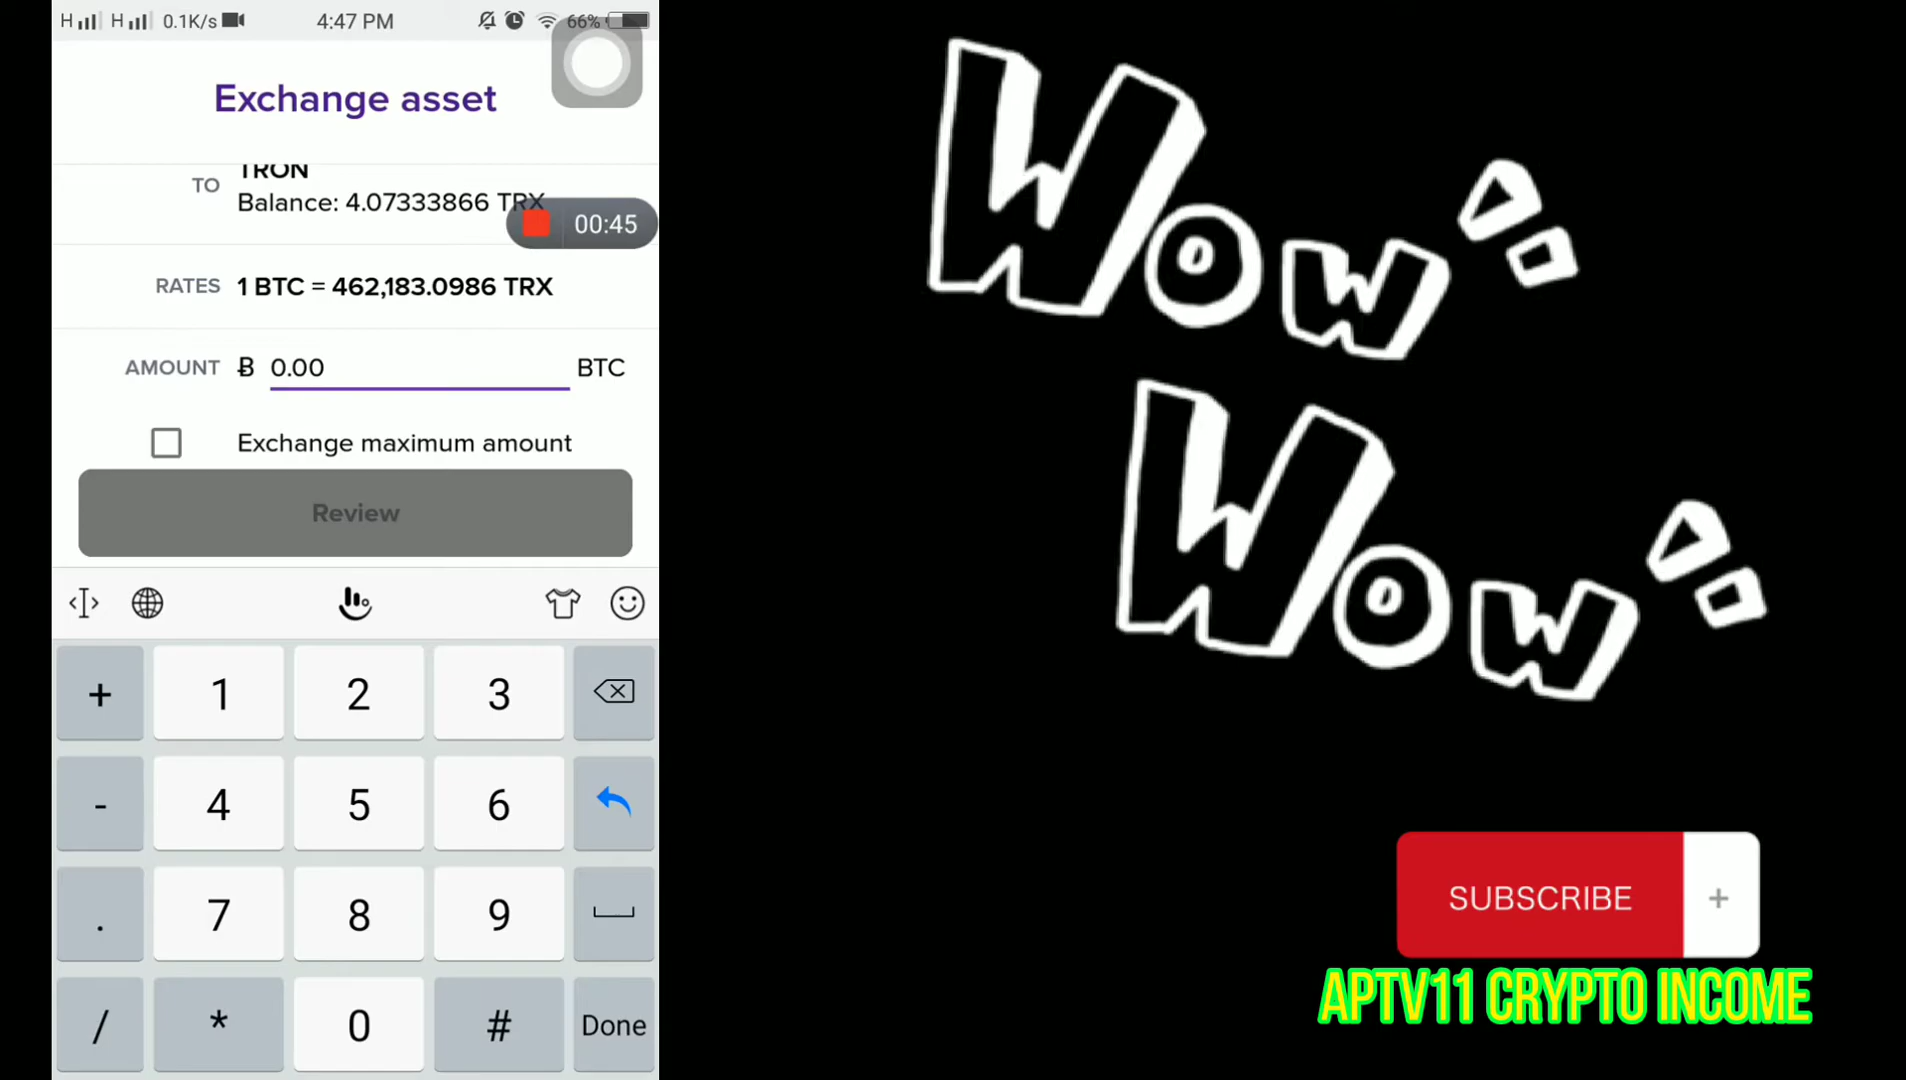 H H 0.1K/s 4:47 PM 66%
Exchange asset
TRON
TO
Balance: 4.07333866 TRX
00:45
RATES 1 BTC = 462,183.0986 TRX
AMOUNT Ƀ 0.00 BTC
Exchange maximum amount
Review
+ 1 2 3
- 4 5 6
. 7 8 9
/ * 0 # Done
Wow
Wow
SUBSCRIBE +
APTV11 CRYPTO INCOME